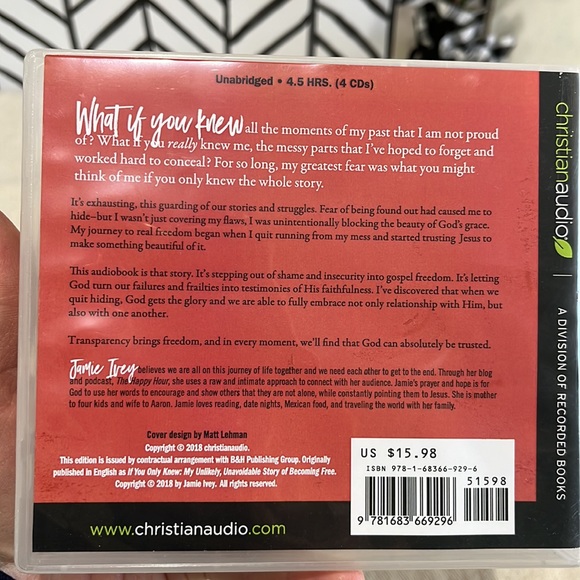 Unabridged • 4.5 HRS. (4 CDs)
What if you knew all the moments of my past that I am not proud
of? What if you really knew me, the messy parts that I've hoped to forget and
worked hard to conceal? For so long, my greatest fear was what you might
think of me if you only knew the whole story.
It's exhausting, this guarding of our stories and struggles. Fear of being found out had caused me to
hide–but I wasn't just covering my flaws, I was unintentionally blocking the beauty of God's grace.
My journey to real freedom began when I quit running from my mess and started trusting Jesus to
make something beautiful of it.
This audiobook is that story. It's stepping out of shame and insecurity into gospel freedom. It's letting
God turn our failures and frailties into testimonies of His faithfulness. I've discovered that when we
quit hiding, God gets the glory and we are able to fully embrace not only relationship with Him, but
also with one another.
Transparency brings freedom, and in every moment, we'll find that God can absolutely be trusted.
Jamie Ivey believes we are all on this journey of life together and we need each other to get to the end. Through her blog
and podcast, The Happy Hour, she uses a raw and intimate approach to connect with her audience. Jamie's prayer and hope is for
God to use her words to encourage and show others that they are not alone, while constantly pointing them to Jesus. She is mother
to four kids and wife to Aaron. Jamie loves reading, date nights, Mexican food, and traveling the world with her family.
Cover design by Matt Lehman
Copyright © 2018 christianaudio.
This edition is issued by contractual arrangement with B&H Publishing Group. Originally
published in English as If You Only Knew: My Unlikely, Unavoidable Story of Becoming Free.
Copyright © 2018 by Jamie Ivey. All rights reserved.
US $15.98
ISBN 978-1-68366-929-6
51598
9 781683 669296
www.christianaudio.com
christianaudio
A DIVISION OF RECORDED BOOKS